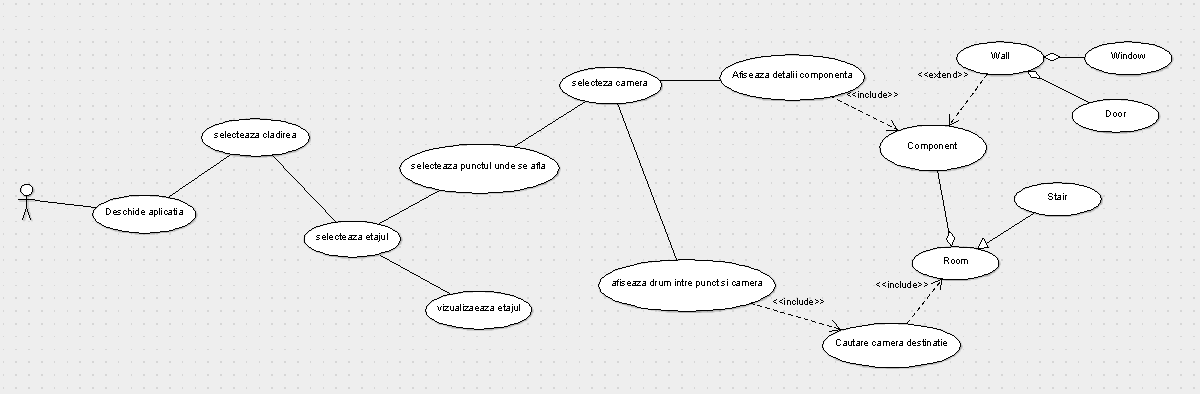 Deschide aplicatia
selecteaza cladirea
selecteaza etajul
vizualizaeaza etajul
selecteaza punctul unde se afla
selecteza camera
Afiseaza detalii componenta
<<include>>
afiseaza drum intre punct si camera
<<include>>
Cautare camera destinatie
<<include>>
Room
Stair
Component
<<extend>>
Wall
Window
Door